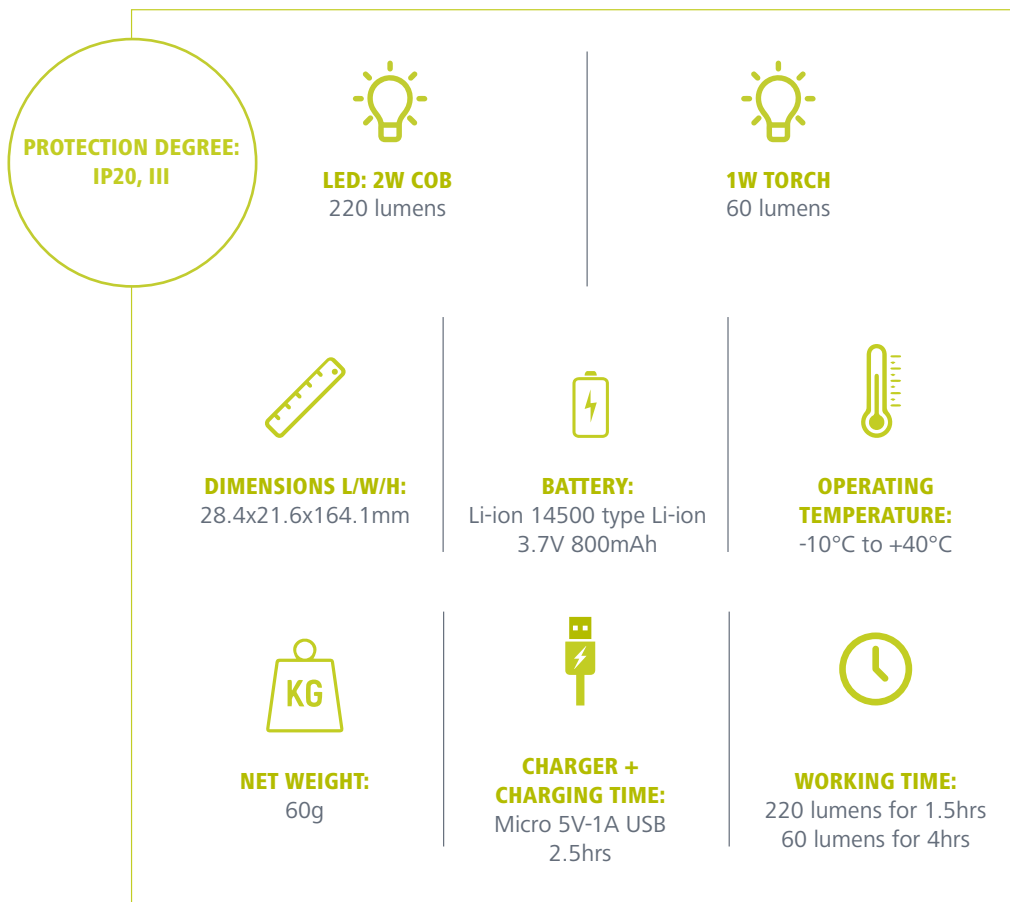 PROTECTION DEGREE:
IP20, III
LED: 2W COB
220 lumens
1W TORCH
60 lumens
DIMENSIONS L/W/H:
28.4x21.6x164.1mm
BATTERY:
Li-ion 14500 type Li-ion
3.7V 800mAh
OPERATING
TEMPERATURE:
-10°C to +40°C
KG
NET WEIGHT:
60g
CHARGER +
CHARGING TIME:
Micro 5V-1A USB
2.5hrs
WORKING TIME:
220 lumens for 1.5hrs
60 lumens for 4hrs